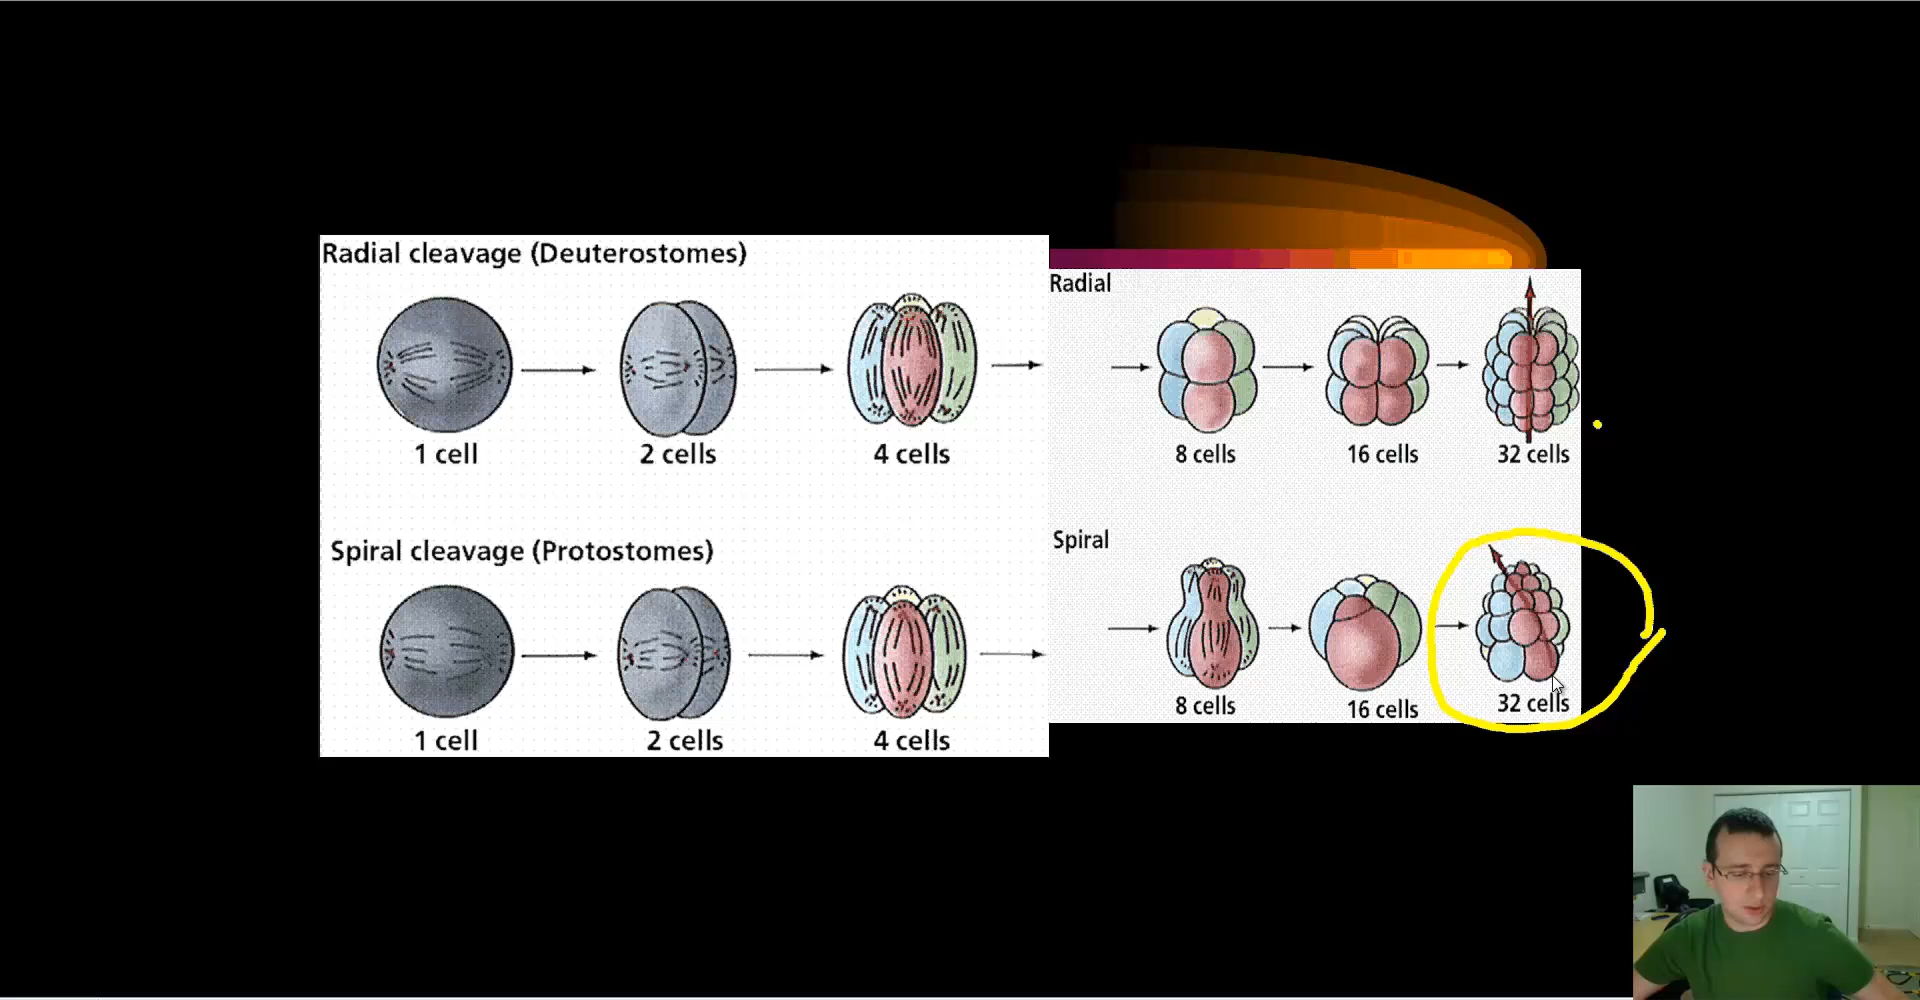 Radial cleavage (Deuterostomes)
1 cell
2 cells
4 cells
Radial
8 cells
16 cells
32 cells
Spiral cleavage (Protostomes)
1 cell
2 cells
4 cells
Spiral
8 cells
16 cells
32 cells